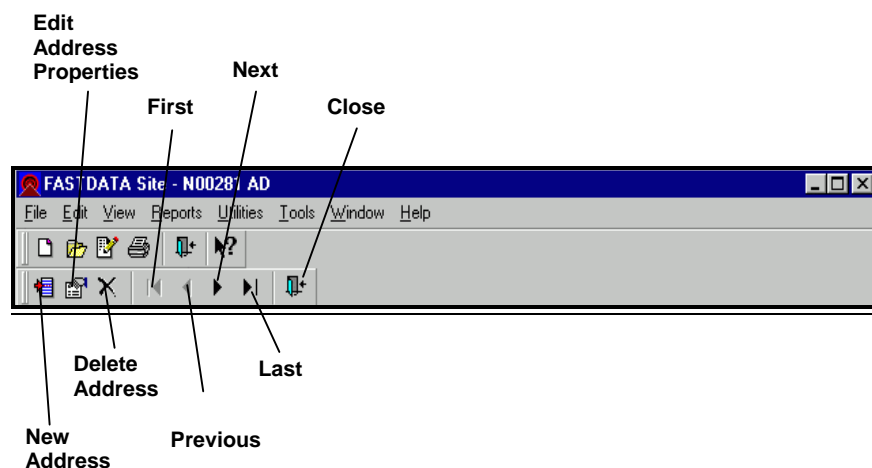 Edit
Address
Properties
Next
First
Close
FASTDATA Site - N00281 AD
File Edit View Reports Utilities Tools Window Help
Delete
Address
Last
New
Address
Previous